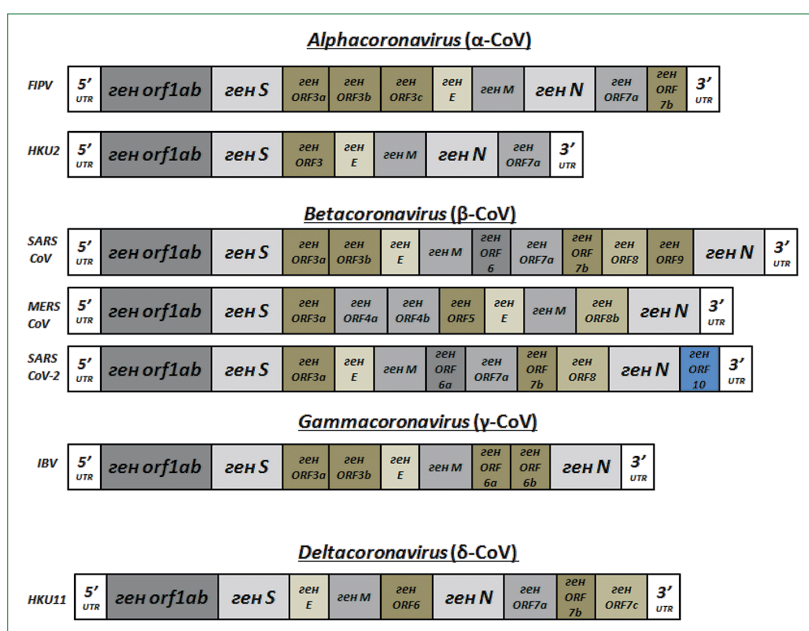 Alphacoronavirus (α-CoV)
FIPV
5’ UTR
ген orf1ab
ген S
ген ORF3a
ген ORF3b
ген ORF3c
ген E
ген M
ген N
ген ORF7a
ген ORF 7b
3’ UTR
HKU2
5’ UTR
ген orf1ab
ген S
ген ORF3
ген E
ген M
ген N
ген ORF7a
3’ UTR
Betacoronavirus (β-CoV)
SARS CoV
5’ UTR
ген orf1ab
ген S
ген ORF3a
ген ORF3b
ген E
ген M
ген ORF 6
ген ORF7a
ген ORF 7b
ген ORF8
ген ORF9
ген N
3’ UTR
MERS CoV
5’ UTR
ген orf1ab
ген S
ген ORF3a
ген ORF4a
ген ORF4b
ген ORF5
ген E
ген M
ген ORF8b
ген N
3’ UTR
SARS CoV-2
5’ UTR
ген orf1ab
ген S
ген ORF3a
ген E
ген M
ген ORF 6a
ген ORF7a
ген ORF 7b
ген ORF8
ген N
ген ORF 10
3’ UTR
Gammacoronavirus (γ-CoV)
IBV
5’ UTR
ген orf1ab
ген S
ген ORF3a
ген ORF3b
ген E
ген M
ген ORF 6a
ген ORF 6b
ген N
3’ UTR
Deltacoronavirus (δ-CoV)
HKU11
5’ UTR
ген orf1ab
ген S
ген E
ген M
ген ORF6
ген N
ген ORF7a
ген ORF 7b
ген ORF7c
3’ UTR